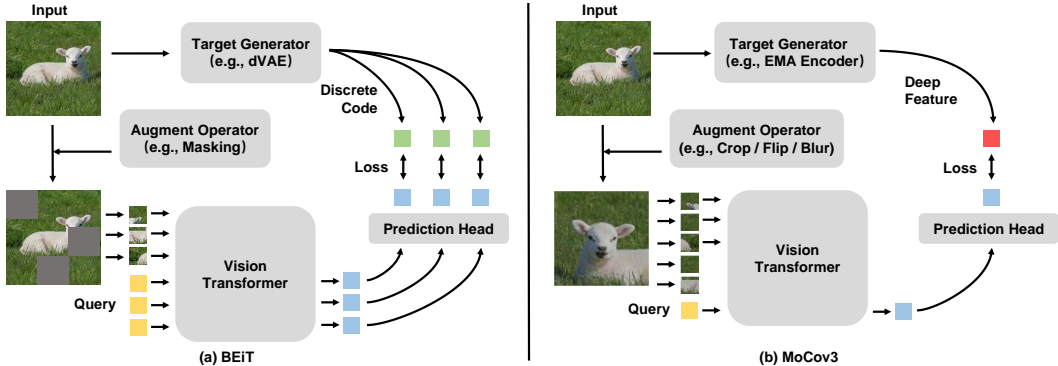 Input
Target Generator
(e.g., dVAE)
Discrete
Code
Augment Operator
(e.g., Masking)
Loss
Prediction Head
Vision
Transformer
Query
(a) BEiT
Input
Target Generator
(e.g., EMA Encoder)
Deep
Feature
Augment Operator
(e.g., Crop / Flip / Blur)
Loss
Prediction Head
Vision
Transformer
Query
(b) MoCov3